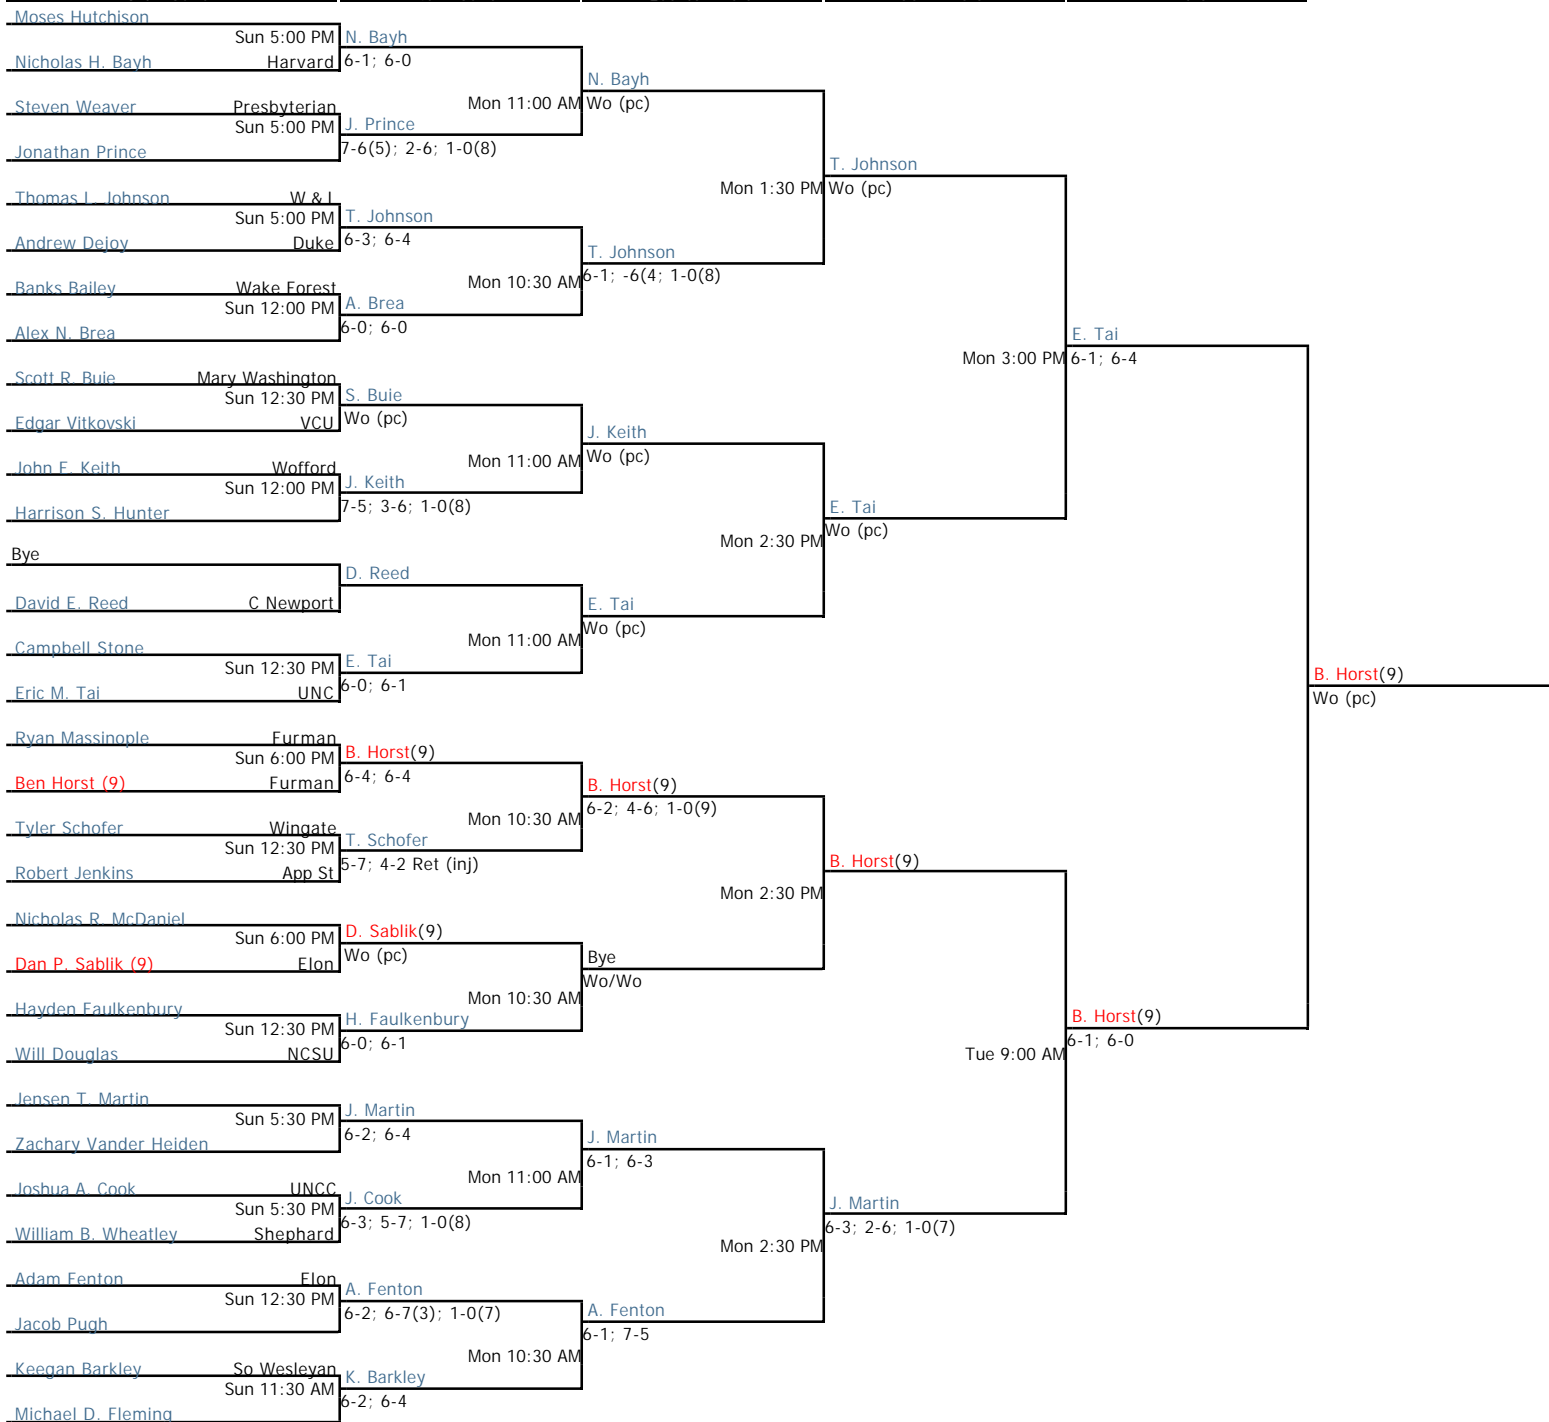 Moses Hutchison
Sun 5:00 PM
N. Bayh
Nicholas H. Bayh
Harvard
6-1; 6-0
N. Bayh
Steven Weaver
Presbyterian
Mon 11:00 AM
Wo (pc)
Sun 5:00 PM
J. Prince
Jonathan Prince
7-6(5); 2-6; 1-0(8)
T. Johnson
Thomas L. Johnson
W & L
Mon 1:30 PM
Wo (pc)
Sun 5:00 PM
T. Johnson
Andrew Dejoy
Duke
6-3; 6-4
T. Johnson
Banks Bailey
Wake Forest
Mon 10:30 AM
6-1; -6(4; 1-0(8)
Sun 12:00 PM
A. Brea
Alex N. Brea
6-0; 6-0
E. Tai
Mon 3:00 PM
6-1; 6-4
Scott R. Buie
Mary Washington
Sun 12:30 PM
S. Buie
Edgar Vitkovski
VCU
Wo (pc)
J. Keith
John F. Keith
Wofford
Mon 11:00 AM
Wo (pc)
Sun 12:00 PM
J. Keith
Harrison S. Hunter
7-5; 3-6; 1-0(8)
E. Tai
Mon 2:30 PM
Wo (pc)
Bye
D. Reed
David E. Reed
C Newport
E. Tai
Campbell Stone
Mon 11:00 AM
Wo (pc)
Sun 12:30 PM
E. Tai
Eric M. Tai
UNC
6-0; 6-1
B. Horst(9)
Wo (pc)
Ryan Massinople
Furman
Sun 6:00 PM
B. Horst(9)
Ben Horst (9)
Furman
6-4; 6-4
B. Horst(9)
Tyler Schofer
Wingate
Mon 10:30 AM
6-2; 4-6; 1-0(9)
Sun 12:30 PM
T. Schofer
Robert Jenkins
App St
5-7; 4-2 Ret (inj)
B. Horst(9)
Mon 2:30 PM
Nicholas R. McDaniel
Sun 6:00 PM
D. Sablik(9)
Dan P. Sablik (9)
Elon
Wo (pc)
Bye
Hayden Faulkenbury
Mon 10:30 AM
Wo/Wo
Sun 12:30 PM
H. Faulkenbury
Will Douglas
NCSU
6-0; 6-1
B. Horst(9)
Tue 9:00 AM
6-1; 6-0
Jensen T. Martin
Sun 5:30 PM
J. Martin
Zachary Vander Heiden
6-2; 6-4
J. Martin
Joshua A. Cook
UNCC
Mon 11:00 AM
6-1; 6-3
Sun 5:30 PM
J. Cook
William B. Wheatley
Shephard
6-3; 5-7; 1-0(8)
J. Martin
Mon 2:30 PM
6-3; 2-6; 1-0(7)
Adam Fenton
Elon
Sun 12:30 PM
A. Fenton
Jacob Pugh
6-2; 6-7(3); 1-0(7)
A. Fenton
Keegan Barkley
So Wesleyan
Mon 10:30 AM
6-1; 7-5
Sun 11:30 AM
K. Barkley
Michael D. Fleming
6-2; 6-4